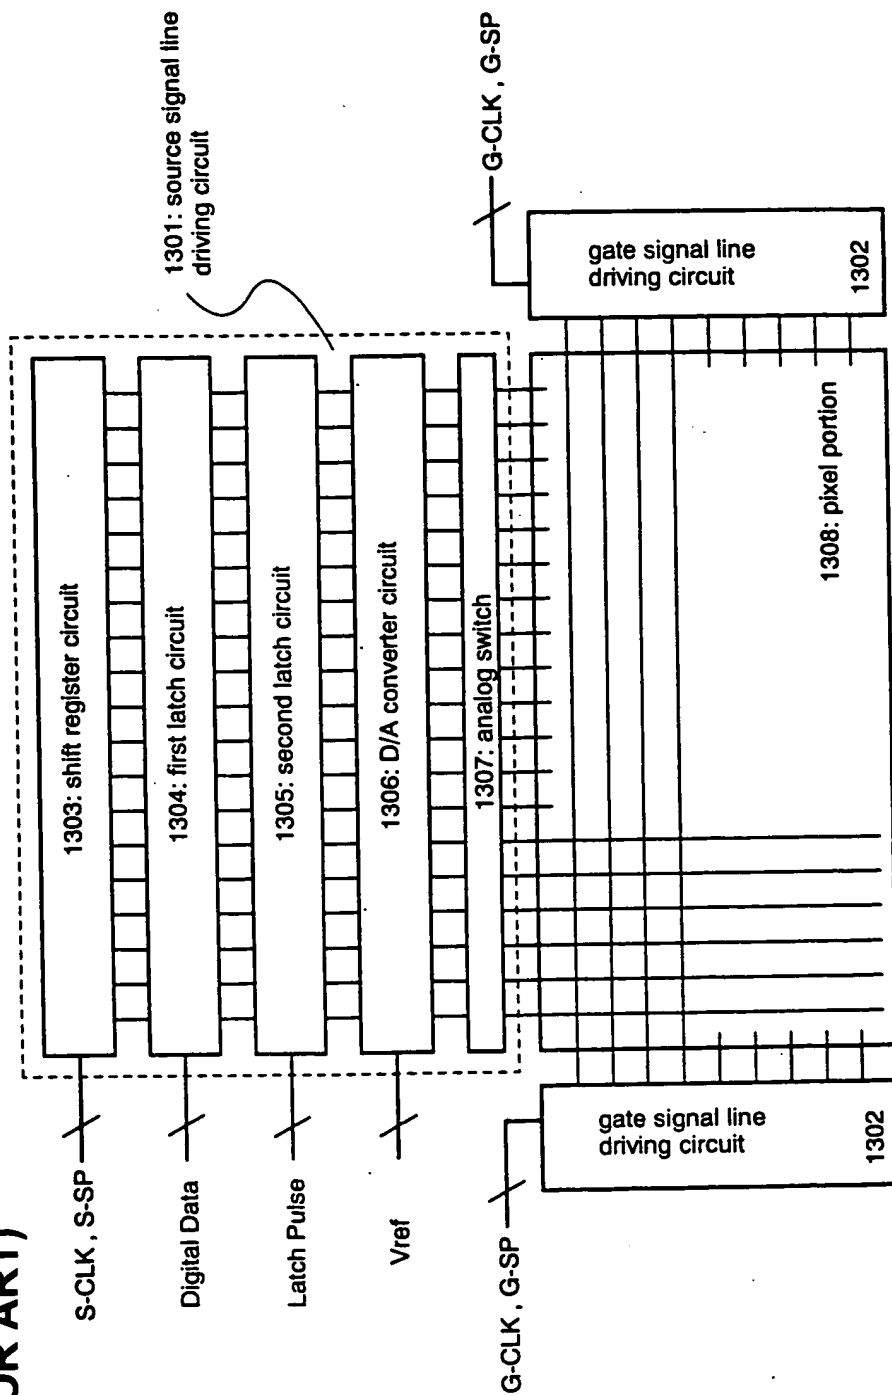 OR ART)
1301: source signal line
driving circuit
S-CLK , S-SP
1303: shift register circuit
Digital Data
1304: first latch circuit
Latch Pulse
1305: second latch circuit
Vref
1306: D/A converter circuit
1307: analog switch
G-CLK , G-SP
G-CLK , G-SP
gate signal line
driving circuit
1302
1308: pixel portion
gate signal line
driving circuit
1302